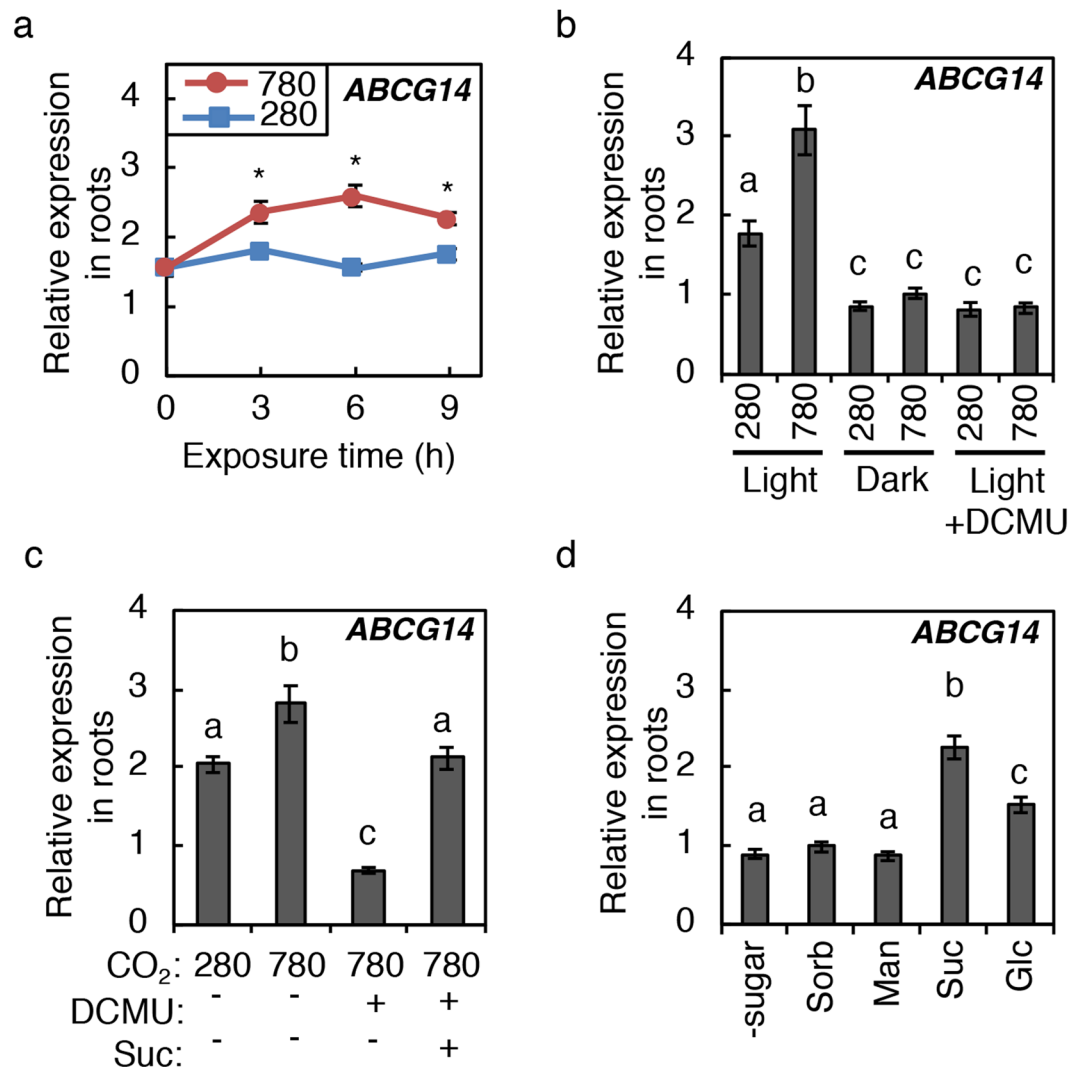 a
Relative expression
in roots
4
3
2
1
0
780
280
ABCG14
*
*
*
0 3 6 9
Exposure time (h)
b
Relative expression
in roots
4
3
2
1
0
ABCG14
a
b
c
c
c
c
280 780 280 780 280 780
Light Dark Light
+DCMU
c
Relative expression
in roots
4
3
2
1
0
ABCG14
a
b
c
a
CO₂: 280 780 780 780
DCMU: - - + +
Suc: - - - +
d
Relative expression
in roots
4
3
2
1
0
ABCG14
a
a
a
b
c
-sugar Sorb Man Suc Glc